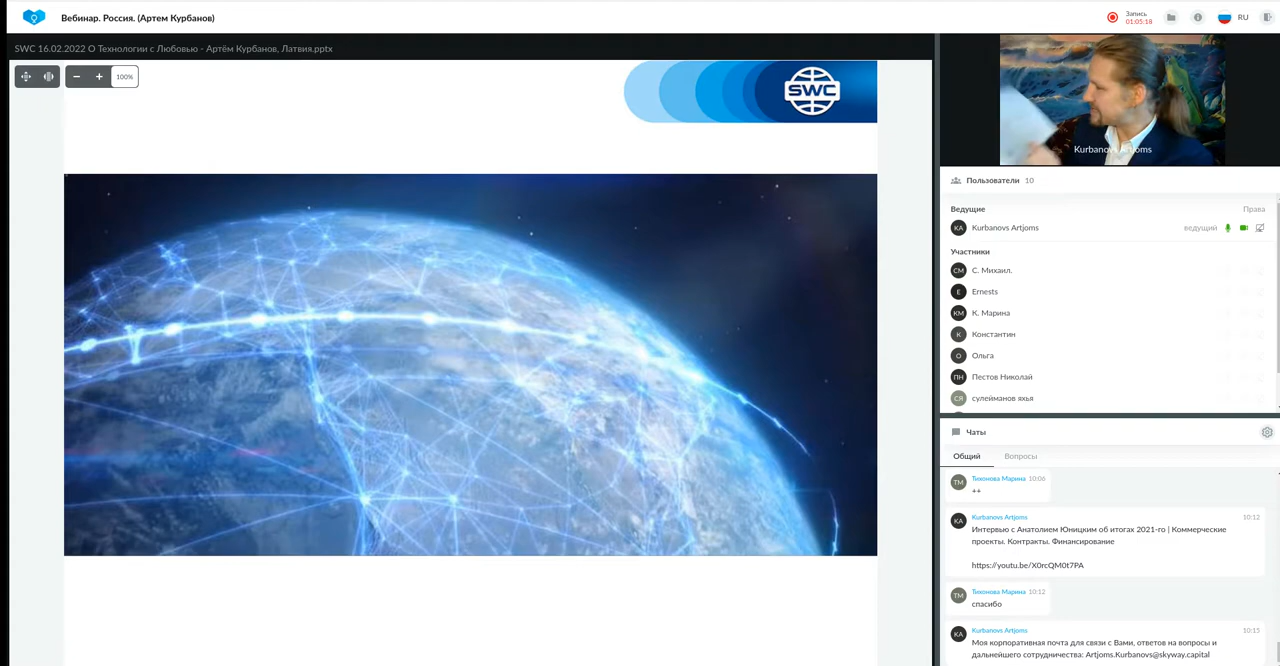 Вебинар. Россия. (Артем Курбанов)
Запись
01:05:18
RU
SWC 16.02.2022 О Технологии с Любовью - Артём Курбанов, Латвия.pptx
100%
SWC
Kurbanovs Artjoms
Пользователи 10
Ведущие Права
KA Kurbanovs Artjoms ведущий
Участники
СМ С. Михаил.
E Ernests
КМ К. Марина
К Константин
О Ольга
ПН Пестов Николай
СЯ сулейманов яхья
Чаты
Общий Вопросы
ТМ Тихонова Марина 10:06
++
KA Kurbanovs Artjoms 10:12
Интервью с Анатолием Юницким об итогах 2021-го | Коммерческие
проекты. Контракты. Финансирование
https://youtu.be/X0rcQM0t7PA
ТМ Тихонова Марина 10:12
спасибо
KA Kurbanovs Artjoms 10:15
Моя корпоративная почта для связи с Вами, ответов на вопросы и
дальнейшего сотрудничества: Artjoms.Kurbanovs@skyway.capital